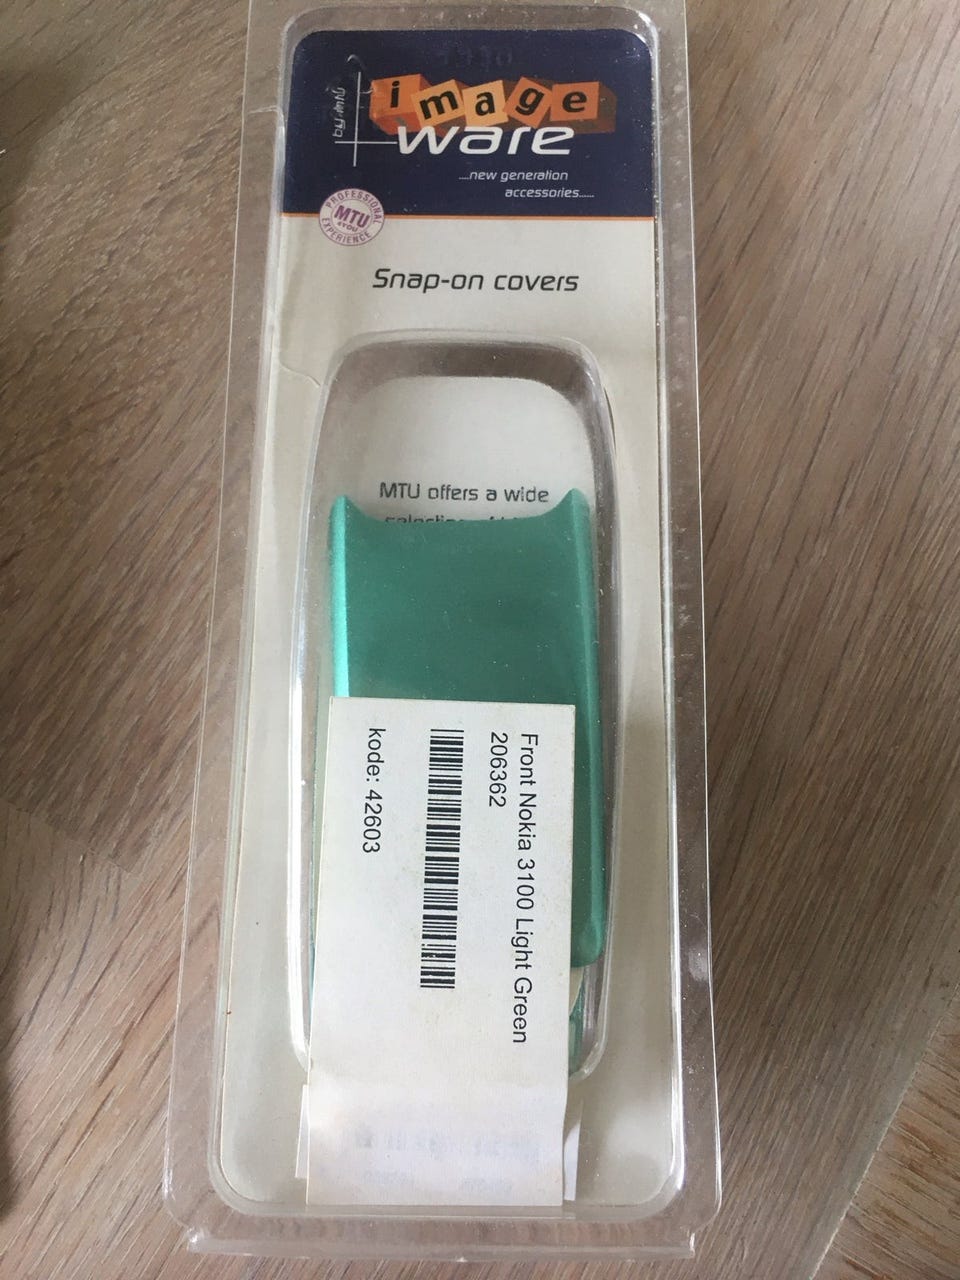 image
ware
....new generation
accessories.....
PROFESSIONAL
MTU
4YOU
EXPERIENCE
Snap-on covers
MTU offers a wide
Front Nokia 3100 Light Green
206362
kode: 42603